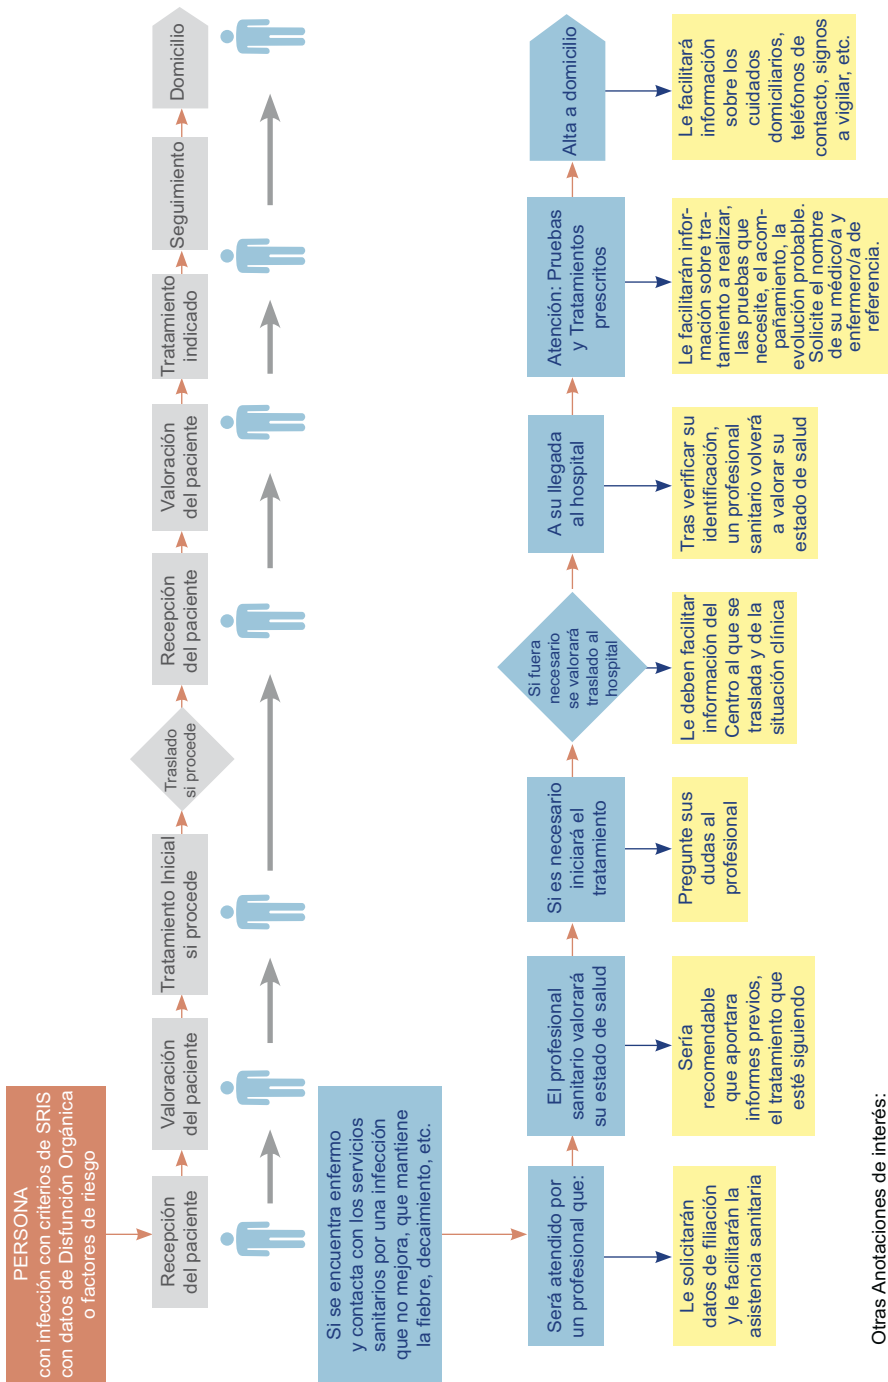 PERSONA
con infección con criterios de SRIS
con datos de Disfunción Orgánica
o factores de riesgo
Recepción
del paciente
Valoración
del paciente
Tratamiento Inicial
si procede
Traslado
si procede
Recepción
del paciente
Valoración
del paciente
Tratamiento
indicado
Seguimiento
Domicilio
Si se encuentra enfermo
y contacta con los servicios
sanitarios por una infección
que no mejora, que mantiene
la fiebre, decaimiento, etc.
Será atendido por
un profesional que:
El profesional
sanitario valorará
su estado de salud
Si es necesario
iniciará el
tratamiento
Si fuera
necesario
se valorará
traslado al
hospital
A su llegada
al hospital
Atención: Pruebas
y Tratamientos
prescritos
Alta a domicilio
Le solicitarán
datos de filiación
y le facilitarán la
asistencia sanitaria
Sería
recomendable
que aportara
informes previos,
el tratamiento que
esté siguiendo
Pregunte sus
dudas al
profesional
Le deben facilitar
información del
Centro al que se
traslada y de la
situación clínica
Tras verificar su
identificación,
un profesional
sanitario volverá
a valorar su
estado de salud
Le facilitarán infor-
mación sobre tra-
tamiento a realizar,
las pruebas que
necesite, el acom-
pañamiento, la
evolución probable.
Solicite el nombre
de su médico/a y
enfermero/a de
referencia.
Le facilitará
información
sobre los
cuidados
domiciliarios,
teléfonos de
contacto, signos
a vigilar, etc.
Otras Anotaciones de interés: